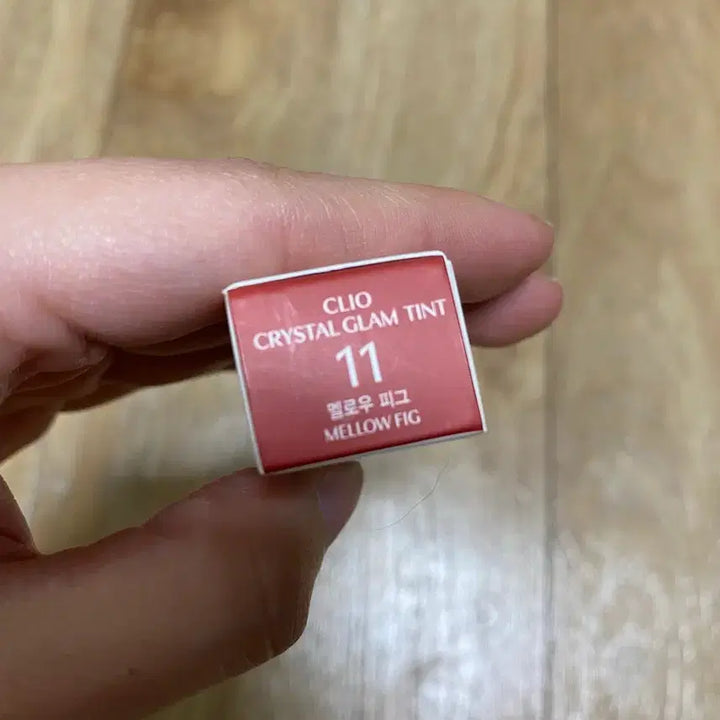 CLIO
CRYSTAL GLAM TINT
11
멜로우 피그
MELLOW FIG